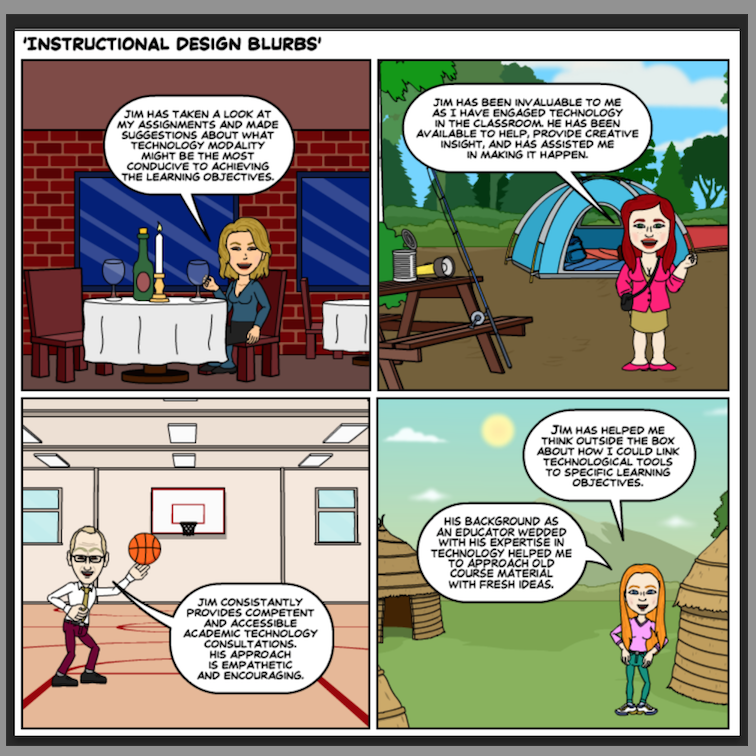 'INSTRUCTIONAL DESIGN BLURBS'
JIM HAS TAKEN A LOOK AT
MY ASSIGNMENTS AND MADE
SUGGESTIONS ABOUT WHAT
TECHNOLOGY MODALITY
MIGHT BE THE MOST
CONDUCIVE TO ACHIEVING
THE LEARNING OBJECTIVES.
JIM HAS BEEN INVALUABLE TO ME
AS I HAVE ENGAGED TECHNOLOGY
IN THE CLASSROOM. HE HAS BEEN
AVAILABLE TO HELP, PROVIDE CREATIVE
INSIGHT, AND HAS ASSISTED ME
IN MAKING IT HAPPEN.
JIM CONSISTANTLY
PROVIDES COMPETENT
AND ACCESSIBLE
ACADEMIC TECHNOLOGY
CONSULTATIONS.
HIS APPROACH
IS EMPATHETIC
AND ENCOURAGING.
JIM HAS HELPED ME
THINK OUTSIDE THE BOX
ABOUT HOW I COULD LINK
TECHNOLOGICAL TOOLS
TO SPECIFIC LEARNING
OBJECTIVES.
HIS BACKGROUND AS
AN EDUCATOR WEDDED
WITH HIS EXPERTISE IN
TECHNOLOGY HELPED ME
TO APPROACH OLD
COURSE MATERIAL
WITH FRESH IDEAS.